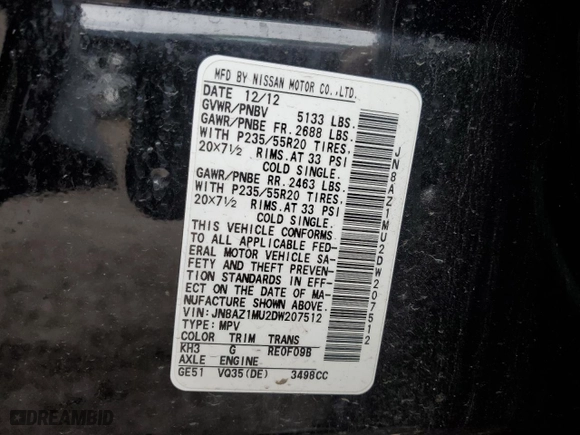 MFD BY NISSAN MOTOR CO.,LTD.
DATE 12/12
GVWR/PNBV 5133 LBS.
GAWR/PNBE FR. 2688 LBS.
WITH P235/55R20 TIRES.
20X7½ RIMS. AT 33 PSI
COLD SINGLE.
GAWR/PNBE RR. 2463 LBS.
WITH P235/55R20 TIRES.
20X7½ RIMS. AT 33 PSI
COLD SINGLE.
THIS VEHICLE CONFORMS
TO ALL APPLICABLE FED-
ERAL MOTOR VEHICLE SA-
FETY AND THEFT PREVEN-
TION STANDARDS IN EFF-
ECT ON THE DATE OF MA-
NUFACTURE SHOWN ABOVE.
VIN: JN8AZ1MU2DW207512
TYPE: MPV
COLOR TRIM TRANS
KH3 G RE0F09B
AXLE ENGINE
GE51 VQ35(DE) 3498CC
JN8AZ1MU2DW207512
DREAMBID